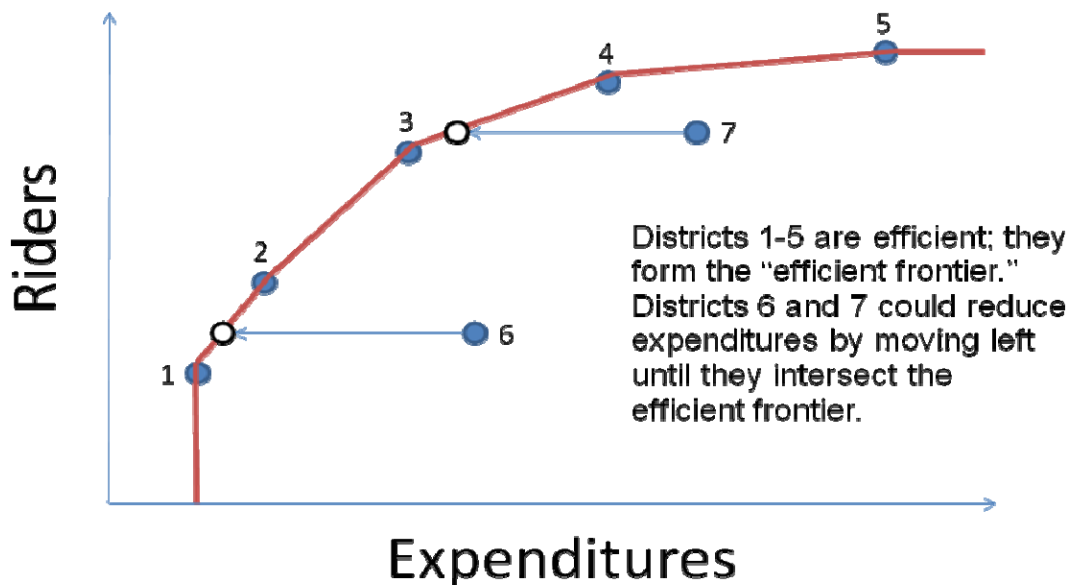 5
4
3
7
2
6
1
Riders
Districts 1-5 are efficient; they
form the “efficient frontier.”
Districts 6 and 7 could reduce
expenditures by moving left
until they intersect the
efficient frontier.
Expenditures